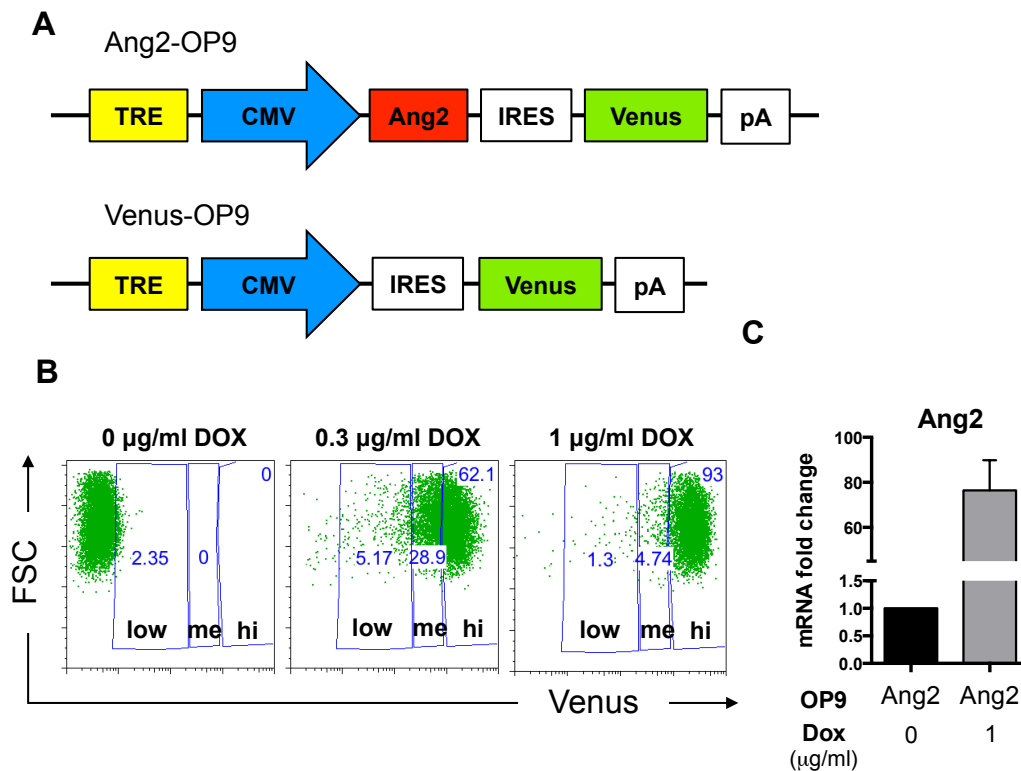 A
Ang2-OP9
TRE CMV Ang2 IRES Venus pA
Venus-OP9
TRE CMV IRES Venus pA
B
0 µg/ml DOX 0.3 µg/ml DOX 1 µg/ml DOX
FSC
0
2.35 0
low me hi
62.1
5.17 28.9
low me hi
93
1.3 4.74
low me hi
Venus
C
Ang2
mRNA fold change
100
80
60
1.5
1.0
0.5
0.0
OP9 Ang2 Ang2
Dox 0 1
(µg/ml)